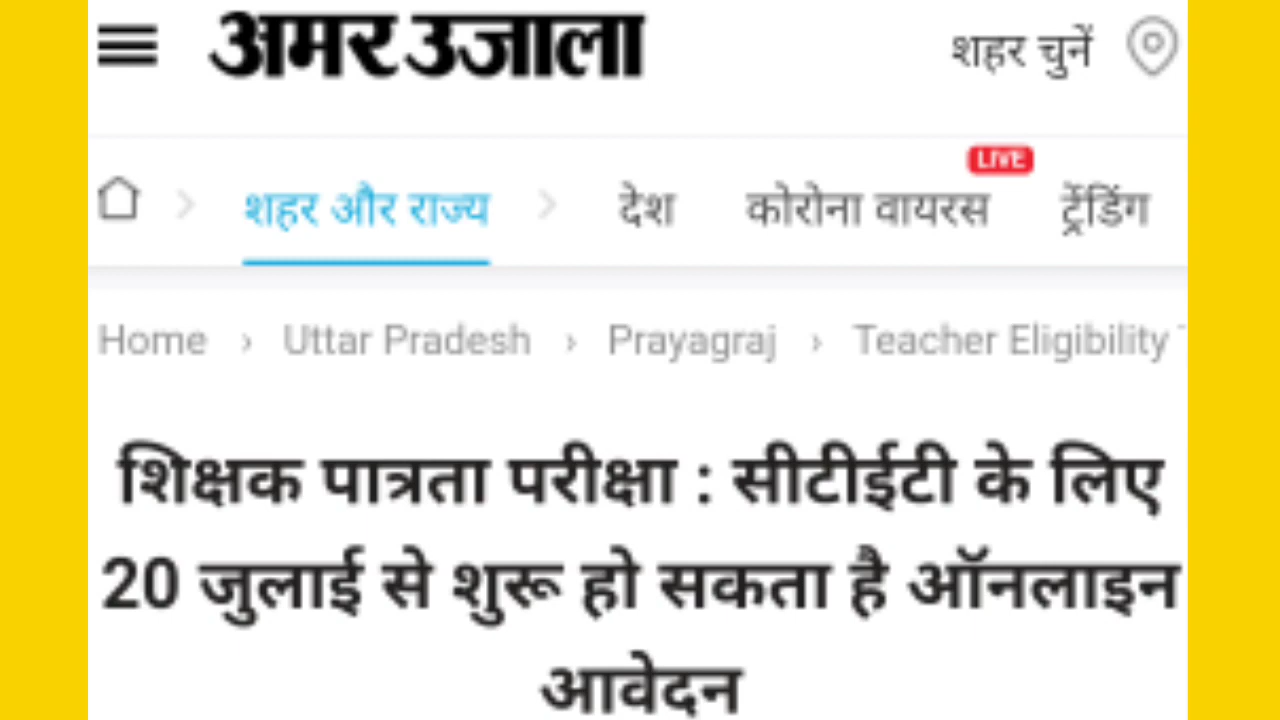 अमर उजाला
शहर चुनें
LIVE
शहर और राज्य देश कोरोना वायरस ट्रेंडिंग
Home › Uttar Pradesh › Prayagraj › Teacher Eligibility
शिक्षक पात्रता परीक्षा : सीटीईटी के लिए
20 जुलाई से शुरू हो सकता है ऑनलाइन
आवेदन